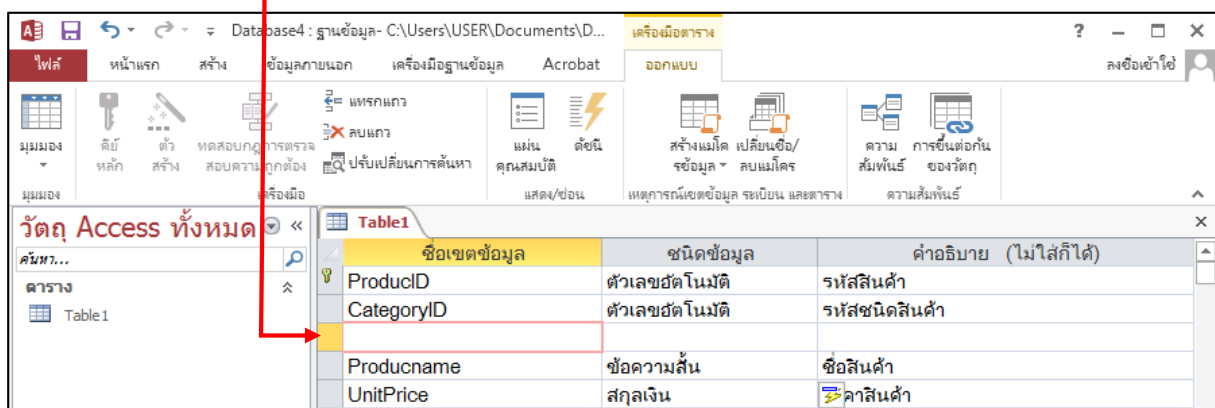 Database4 : ฐานข้อมูล- C:\Users\USER\Documents\D...
เครื่องมือตาราง
?
ไฟล์ หน้าแรก สร้าง ข้อมูลภายนอก เครื่องมือฐานข้อมูล Acrobat ออกแบบ ลงชื่อเข้าใช้
มุมมอง
คีย์หลัก
ตัวสร้าง
ทดสอบกฎการตรวจ
สอบความถูกต้อง
แทรกแถว
ลบแถว
ปรับเปลี่ยนการค้นหา
แผ่น
คุณสมบัติ
ดัชนี
สร้างแมโค
รข้อมูล
เปลี่ยนชื่อ/
ลบแมโคร
ความ
สัมพันธ์
การขึ้นต่อกัน
ของวัตถุ
มุมมอง เครื่องมือ แสดง/ซ่อน เหตุการณ์เขตข้อมูล ระเบียน และตาราง ความสัมพันธ์
วัตถุ Access ทั้งหมด
ค้นหา...
ตาราง
Table1
Table1
ชื่อเขตข้อมูล ชนิดข้อมูล คำอธิบาย (ไม่ใส่ก็ได้)
ProducID ตัวเลขอัตโนมัติ รหัสสินค้า
CategoryID ตัวเลขอัตโนมัติ รหัสชนิดสินค้า
Producname ข้อความสั้น ชื่อสินค้า
UnitPrice สกุลเงิน คาสินค้า